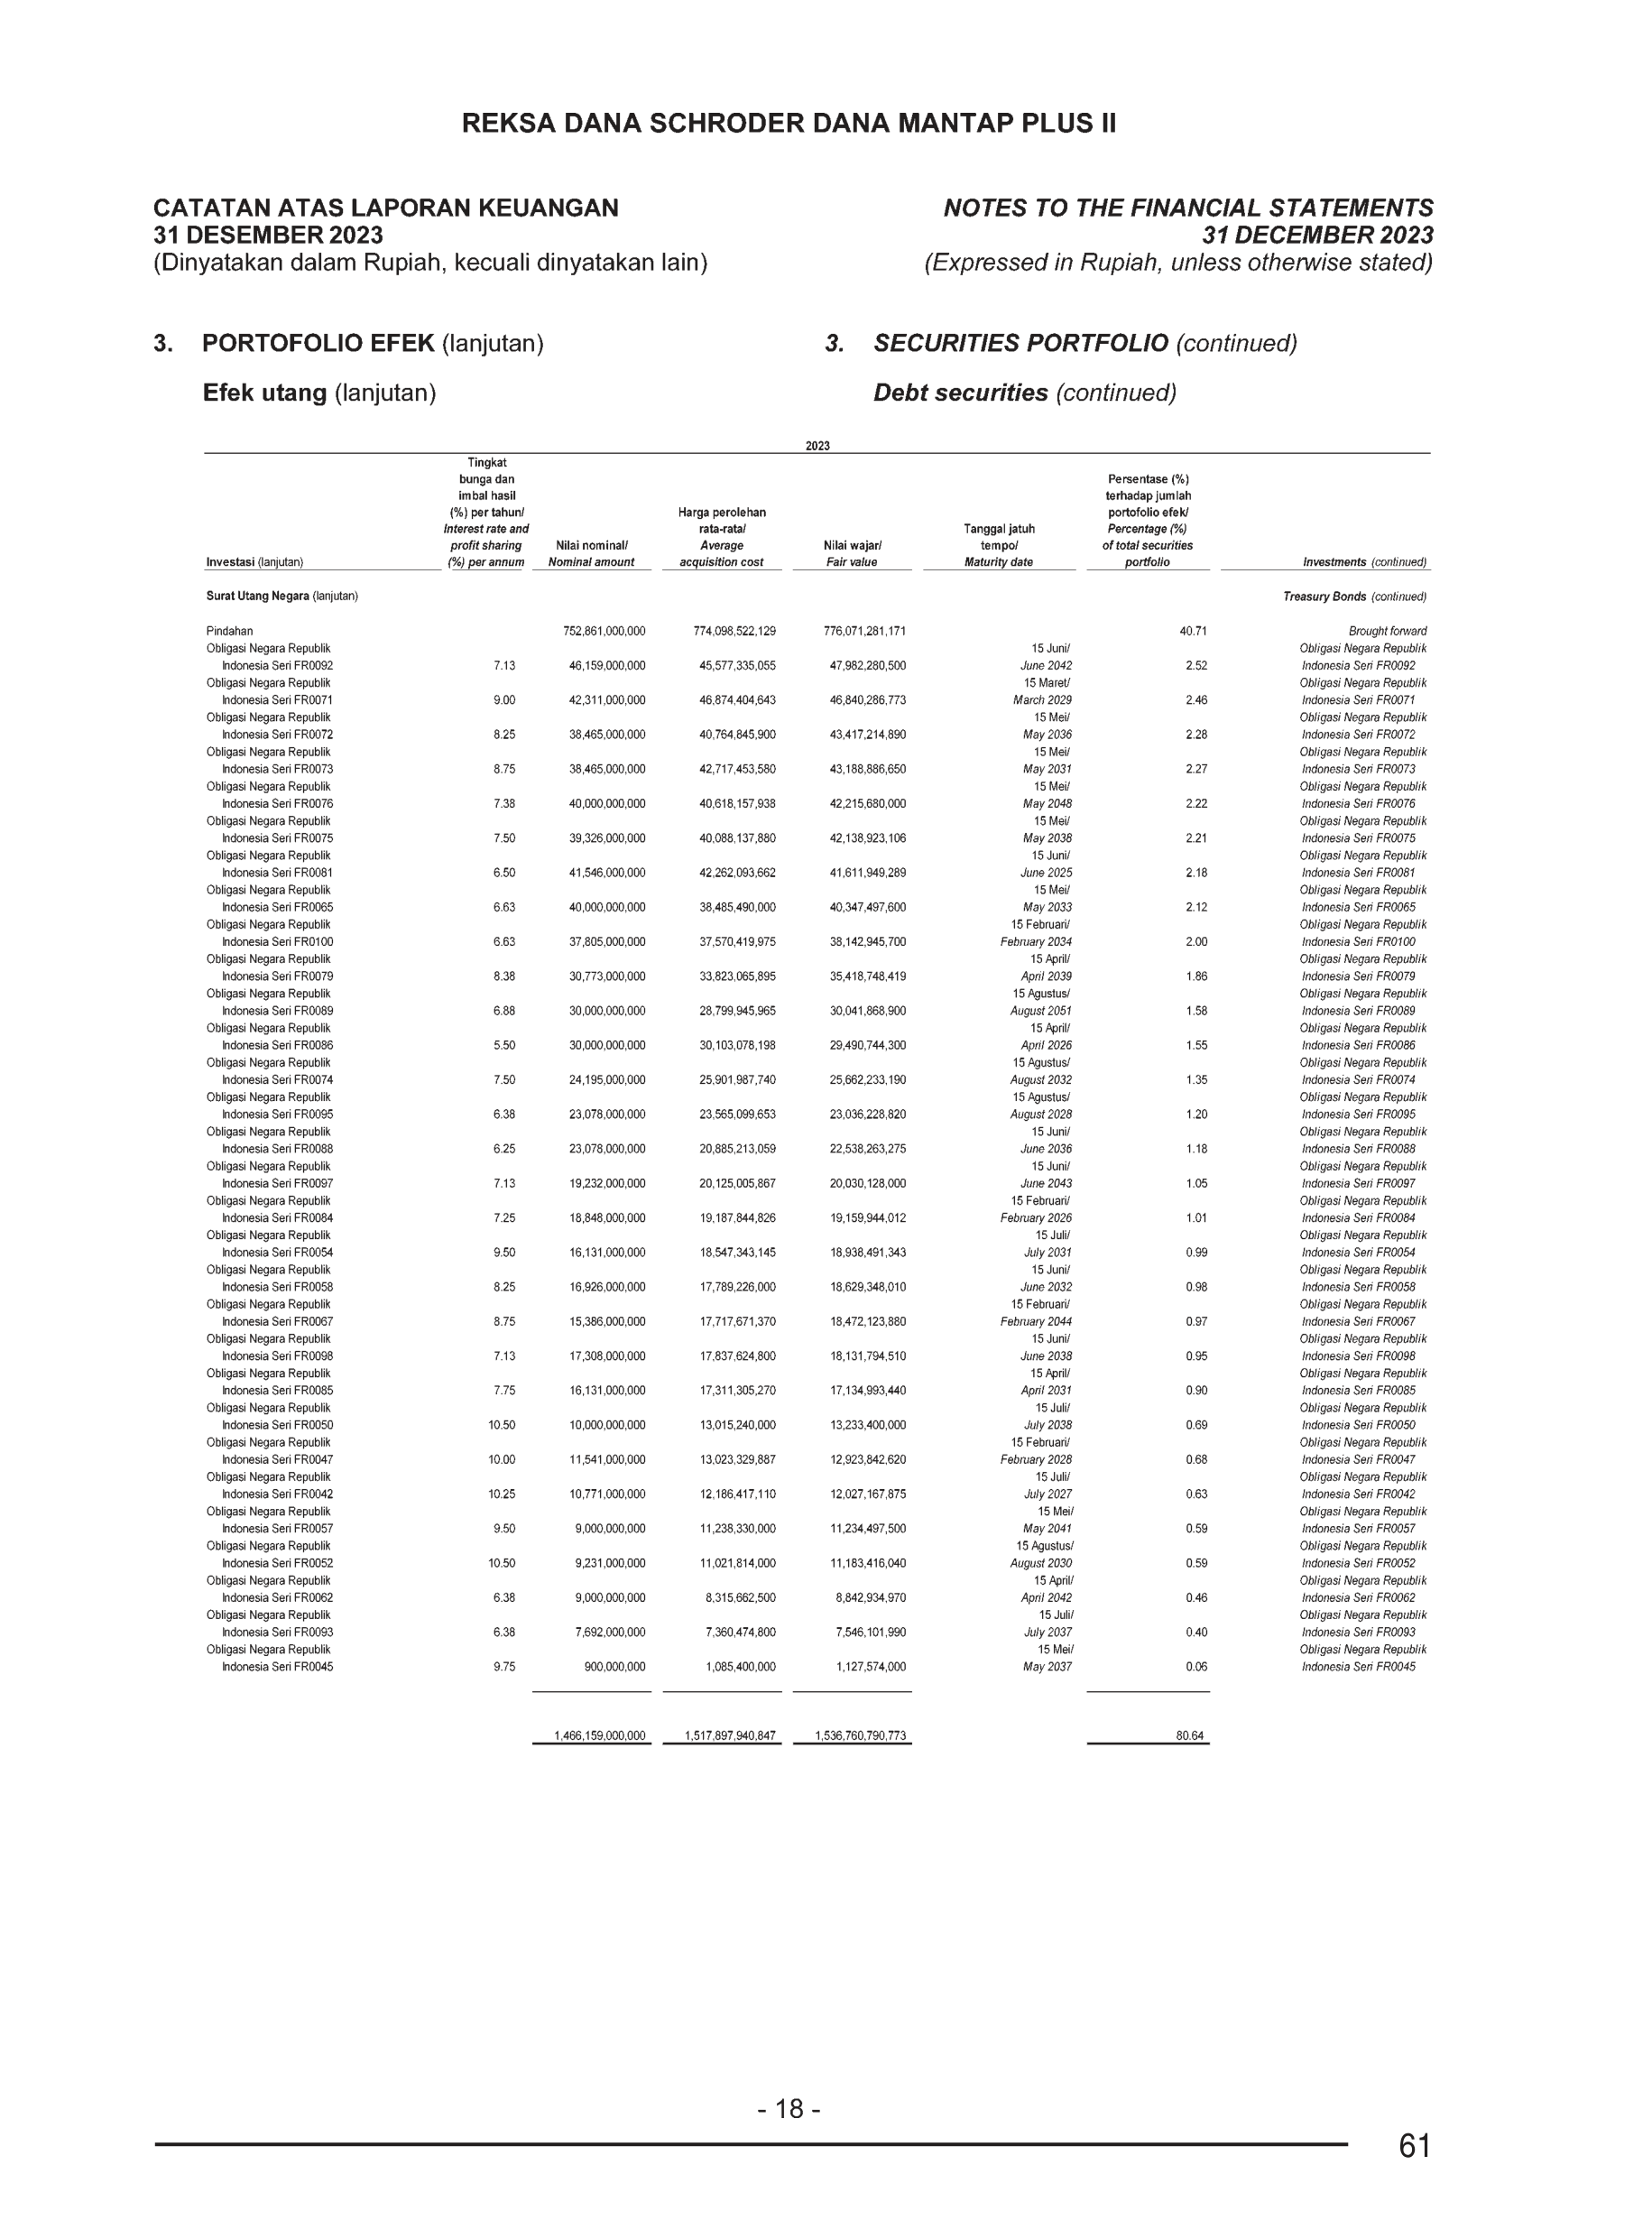 REKSA DANA SCHRODER DANA MANTAP PLUS II
CATATAN ATAS LAPORAN KEUANGAN
31 DESEMBER 2023
(Dinyatakan dalam Rupiah, kecuali dinyatakan lain)
NOTES TO THE FINANCIAL STATEMENTS
31 DECEMBER 2023
(Expressed in Rupiah, unless otherwise stated)
3. PORTOFOLIO EFEK (lanjutan)
3. SECURITIES PORTFOLIO (continued)
Efek utang (lanjutan)
Debt securities (continued)
2023
Investasi (lanjutan)
Tingkat
bunga dan
imbal hasil
(%) per tahun/
Interest rate and
profit sharing
(%) per annum
Nilai nominal/
Nominal amount
Harga perolehan
rata-rata/
Average
acquisition cost
Nilai wajar/
Fair value
Tanggal jatuh
tempo/
Maturity date
Persentase (%)
terhadap jumlah
portofolio efek/
Percentage (%)
of total securities
portfolio
Investments (continued)
Surat Utang Negara (lanjutan) Treasury Bonds (continued)
Pindahan 752,861,000,000 774,098,522,129 776,071,281,171 40.71 Brought forward
Obligasi Negara Republik 15 Juni/ Obligasi Negara Republik
Indonesia Seri FR0092 7.13 46,159,000,000 45,577,335,055 47,982,280,500 June 2042 2.52 Indonesia Seri FR0092
Obligasi Negara Republik 15 Maret/ Obligasi Negara Republik
Indonesia Seri FR0071 9.00 42,311,000,000 46,874,404,643 46,840,286,773 March 2029 2.46 Indonesia Seri FR0071
Obligasi Negara Republik 15 Mei/ Obligasi Negara Republik
Indonesia Seri FR0072 8.25 38,465,000,000 40,764,845,900 43,417,214,890 May 2036 2.28 Indonesia Seri FR0072
Obligasi Negara Republik 15 Mei/ Obligasi Negara Republik
Indonesia Seri FR0073 8.75 38,465,000,000 42,717,453,580 43,188,886,650 May 2031 2.27 Indonesia Seri FR0073
Obligasi Negara Republik 15 Mei/ Obligasi Negara Republik
Indonesia Seri FR0076 7.38 40,000,000,000 40,618,157,938 42,215,680,000 May 2048 2.22 Indonesia Seri FR0076
Obligasi Negara Republik 15 Mei/ Obligasi Negara Republik
Indonesia Seri FR0075 7.50 39,326,000,000 40,088,137,880 42,138,923,106 May 2038 2.21 Indonesia Seri FR0075
Obligasi Negara Republik 15 Juni/ Obligasi Negara Republik
Indonesia Seri FR0081 6.50 41,546,000,000 42,262,093,662 41,611,949,289 June 2025 2.18 Indonesia Seri FR0081
Obligasi Negara Republik 15 Mei/ Obligasi Negara Republik
Indonesia Seri FR0065 6.63 40,000,000,000 38,485,490,000 40,347,497,600 May 2033 2.12 Indonesia Seri FR0065
Obligasi Negara Republik 15 Februari/ Obligasi Negara Republik
Indonesia Seri FR0100 6.63 37,805,000,000 37,570,419,975 38,142,945,700 February 2034 2.00 Indonesia Seri FR0100
Obligasi Negara Republik 15 April/ Obligasi Negara Republik
Indonesia Seri FR0079 8.38 30,773,000,000 33,823,065,895 35,418,748,419 April 2039 1.86 Indonesia Seri FR0079
Obligasi Negara Republik 15 Agustus/ Obligasi Negara Republik
Indonesia Seri FR0089 6.88 30,000,000,000 28,799,945,965 30,041,868,900 August 2051 1.58 Indonesia Seri FR0089
Obligasi Negara Republik 15 April/ Obligasi Negara Republik
Indonesia Seri FR0086 5.50 30,000,000,000 30,103,078,198 29,490,744,300 April 2026 1.55 Indonesia Seri FR0086
Obligasi Negara Republik 15 Agustus/ Obligasi Negara Republik
Indonesia Seri FR0074 7.50 24,195,000,000 25,901,987,740 25,662,233,190 August 2032 1.35 Indonesia Seri FR0074
Obligasi Negara Republik 15 Agustus/ Obligasi Negara Republik
Indonesia Seri FR0095 6.38 23,078,000,000 23,565,099,653 23,036,228,820 August 2028 1.20 Indonesia Seri FR0095
Obligasi Negara Republik 15 Juni/ Obligasi Negara Republik
Indonesia Seri FR0088 6.25 23,078,000,000 20,885,213,059 22,538,263,275 June 2036 1.18 Indonesia Seri FR0088
Obligasi Negara Republik 15 Juni/ Obligasi Negara Republik
Indonesia Seri FR0097 7.13 19,232,000,000 20,125,005,867 20,030,128,000 June 2043 1.05 Indonesia Seri FR0097
Obligasi Negara Republik 15 Februari/ Obligasi Negara Republik
Indonesia Seri FR0084 7.25 18,848,000,000 19,187,844,826 19,159,944,012 February 2026 1.01 Indonesia Seri FR0084
Obligasi Negara Republik 15 Juli/ Obligasi Negara Republik
Indonesia Seri FR0054 9.50 16,131,000,000 18,547,343,145 18,938,491,343 July 2031 0.99 Indonesia Seri FR0054
Obligasi Negara Republik 15 Juni/ Obligasi Negara Republik
Indonesia Seri FR0058 8.25 16,926,000,000 17,789,226,000 18,629,348,010 June 2032 0.98 Indonesia Seri FR0058
Obligasi Negara Republik 15 Februari/ Obligasi Negara Republik
Indonesia Seri FR0067 8.75 15,386,000,000 17,717,671,370 18,472,123,880 February 2044 0.97 Indonesia Seri FR0067
Obligasi Negara Republik 15 Juni/ Obligasi Negara Republik
Indonesia Seri FR0098 7.13 17,308,000,000 17,837,624,800 18,131,794,510 June 2038 0.95 Indonesia Seri FR0098
Obligasi Negara Republik 15 April/ Obligasi Negara Republik
Indonesia Seri FR0085 7.75 16,131,000,000 17,311,305,270 17,134,993,440 April 2031 0.90 Indonesia Seri FR0085
Obligasi Negara Republik 15 Juli/ Obligasi Negara Republik
Indonesia Seri FR0050 10.50 10,000,000,000 13,015,240,000 13,233,400,000 July 2038 0.69 Indonesia Seri FR0050
Obligasi Negara Republik 15 Februari/ Obligasi Negara Republik
Indonesia Seri FR0047 10.00 11,541,000,000 13,023,329,887 12,923,842,620 February 2028 0.68 Indonesia Seri FR0047
Obligasi Negara Republik 15 Juli/ Obligasi Negara Republik
Indonesia Seri FR0042 10.25 10,771,000,000 12,186,417,110 12,027,167,875 July 2027 0.63 Indonesia Seri FR0042
Obligasi Negara Republik 15 Mei/ Obligasi Negara Republik
Indonesia Seri FR0057 9.50 9,000,000,000 11,238,330,000 11,234,497,500 May 2041 0.59 Indonesia Seri FR0057
Obligasi Negara Republik 15 Agustus/ Obligasi Negara Republik
Indonesia Seri FR0052 10.50 9,231,000,000 11,021,814,000 11,183,416,040 August 2030 0.59 Indonesia Seri FR0052
Obligasi Negara Republik 15 April/ Obligasi Negara Republik
Indonesia Seri FR0062 6.38 9,000,000,000 8,315,662,500 8,842,934,970 April 2042 0.46 Indonesia Seri FR0062
Obligasi Negara Republik 15 Juli/ Obligasi Negara Republik
Indonesia Seri FR0093 6.38 7,692,000,000 7,360,474,800 7,546,101,990 July 2037 0.40 Indonesia Seri FR0093
Obligasi Negara Republik 15 Mei/ Obligasi Negara Republik
Indonesia Seri FR0045 9.75 900,000,000 1,085,400,000 1,127,574,000 May 2037 0.06 Indonesia Seri FR0045
1,466,159,000,000 1,517,897,940,847 1,536,760,790,773 80.64
- 18 -
61